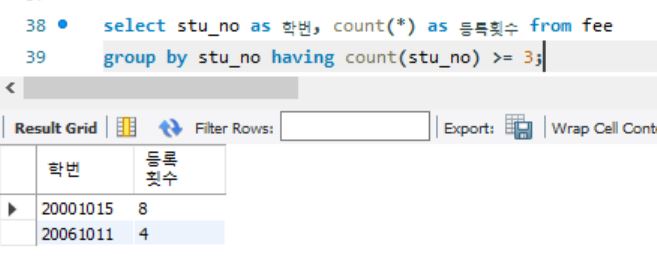 38 select stu_no as 학번, count(*) as 등록횟수 from fee
39 group by stu_no having count(stu_no) >= 3;
Result Grid Filter Rows: Export: Wrap Cell Conte
학번 등록
횟수
20001015 8
20061011 4